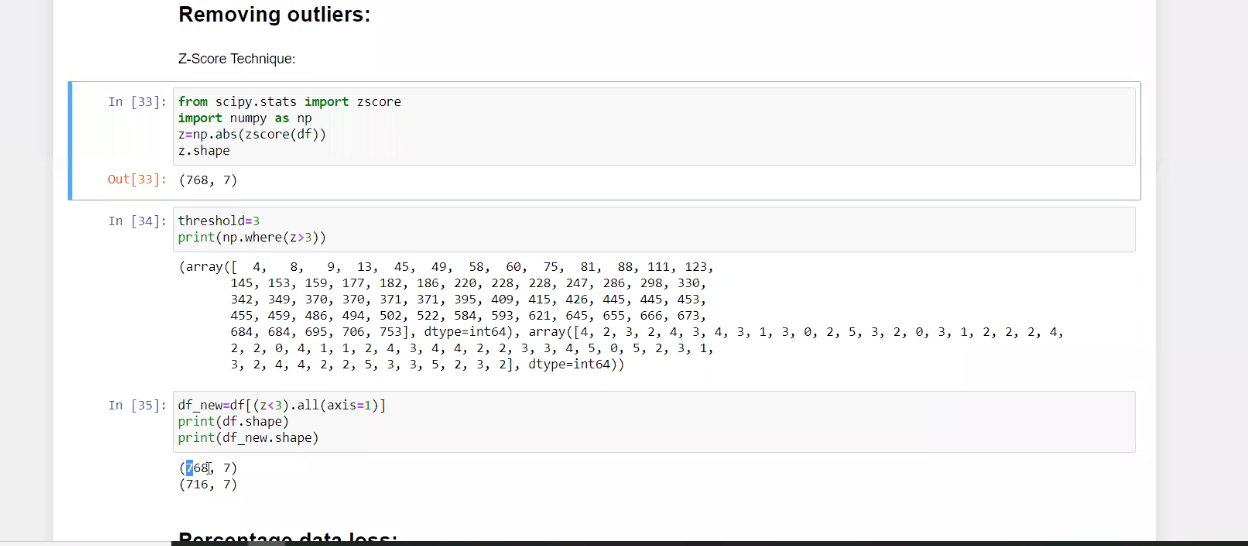 Removing outliers:
Z-Score Technique:
In [33]: from scipy.stats import zscore
import numpy as np
z=np.abs(zscore(df))
z.shape
Out[33]: (768, 7)
In [34]: threshold=3
print(np.where(z>3))
(array([ 4, 8, 9, 13, 45, 49, 58, 60, 75, 81, 88, 111, 123,
145, 153, 159, 177, 182, 186, 220, 228, 228, 247, 286, 298, 330,
342, 349, 370, 370, 371, 371, 395, 409, 415, 426, 445, 445, 453,
455, 459, 486, 494, 502, 522, 584, 593, 621, 645, 655, 666, 673,
684, 684, 695, 706, 753], dtype=int64), array([4, 2, 3, 2, 4, 3, 4, 3, 1, 3, 0, 2, 5, 3, 2, 0, 3, 1, 2, 2, 2, 4,
2, 2, 0, 4, 1, 1, 2, 4, 3, 4, 4, 2, 2, 3, 3, 4, 5, 0, 5, 2, 3, 1,
3, 2, 4, 4, 2, 2, 5, 3, 3, 5, 2, 3, 2], dtype=int64))
In [35]: df_new=df[(z<3).all(axis=1)]
print(df.shape)
print(df_new.shape)
(768, 7)
(716, 7)
Percentage data loss: